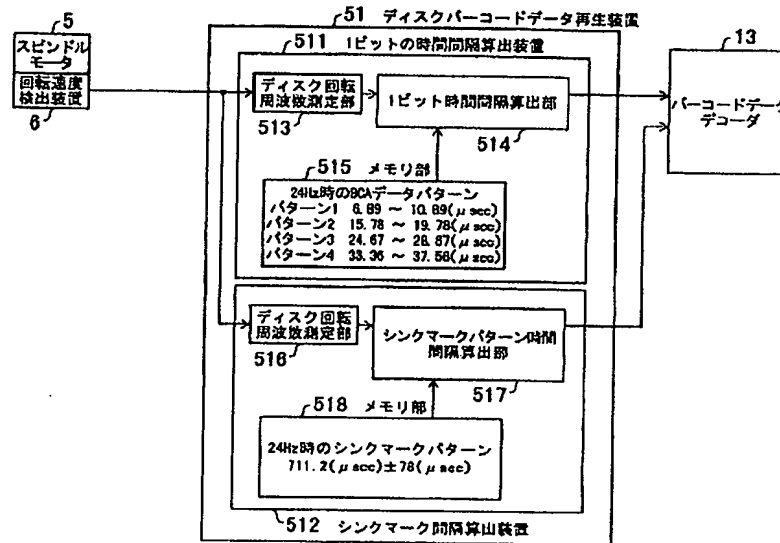 51 ディスクバーコードデータ再生装置
5
スピンドル
モータ
回転速度
検出装置
6
511 1ビットの時間間隔算出装置
13
バーコードデータ
デコーダ
ディスク回転
周波数測定部
513
1ビット時間間隔算出部
514
515 メモリ部
24Hz時のBCAデータパターン
パターン1 6.89 ~ 10.89(μsec)
パターン2 15.78 ~ 19.78(μsec)
パターン3 24.67 ~ 28.87(μsec)
パターン4 33.36 ~ 37.56(μsec)
ディスク回転
周波数測定部
516
シンクマークパターン時間
間隔算出部
517
518 メモリ部
24Hz時のシンクマークパターン
711.2(μsec)±76(μsec)
512 シンクマーク間隔算出装置